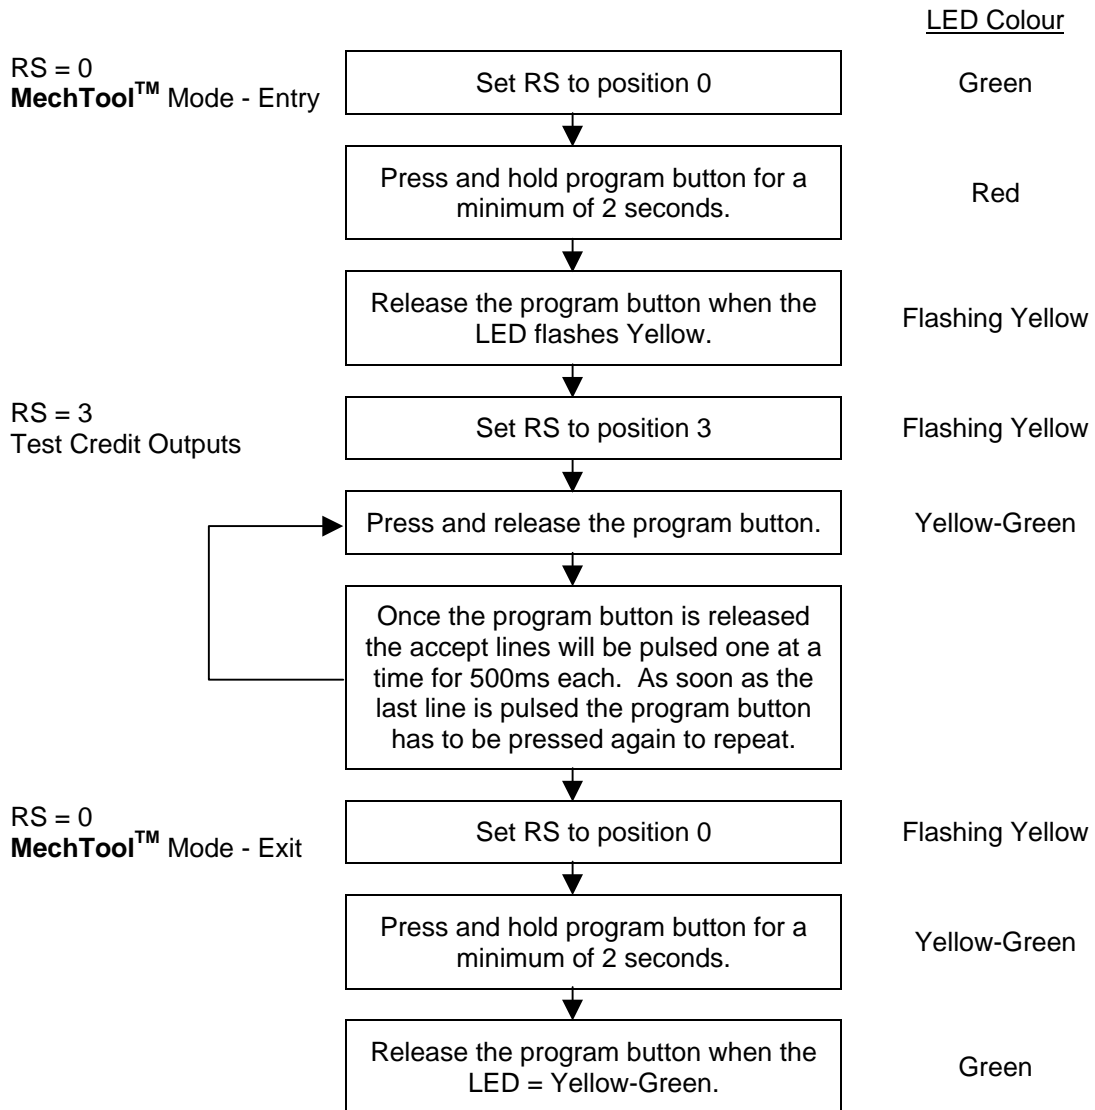 LED Colour
RS = 0
MechTool™ Mode - Entry
Set RS to position 0
Green
Press and hold program button for a
minimum of 2 seconds.
Red
Release the program button when the
LED flashes Yellow.
Flashing Yellow
RS = 3
Test Credit Outputs
Set RS to position 3
Flashing Yellow
Press and release the program button.
Yellow-Green
Once the program button is released
the accept lines will be pulsed one at a
time for 500ms each.  As soon as the
last line is pulsed the program button
has to be pressed again to repeat.
RS = 0
MechTool™ Mode - Exit
Set RS to position 0
Flashing Yellow
Press and hold program button for a
minimum of 2 seconds.
Yellow-Green
Release the program button when the
LED = Yellow-Green.
Green